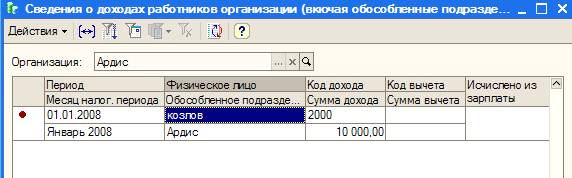 Сведения о доходах работников организации (вкючая обособленные подразде...
Действия
?
Организация: Ардис ...
Период Физическое лицо Код дохода Код вычета Исчислено из зарплаты
Месяц налог. периода Обособленное подразде... Сумма дохода Сумма вычета
01.01.2008 козлов 2000
Январь 2008 Ардис 10 000,00